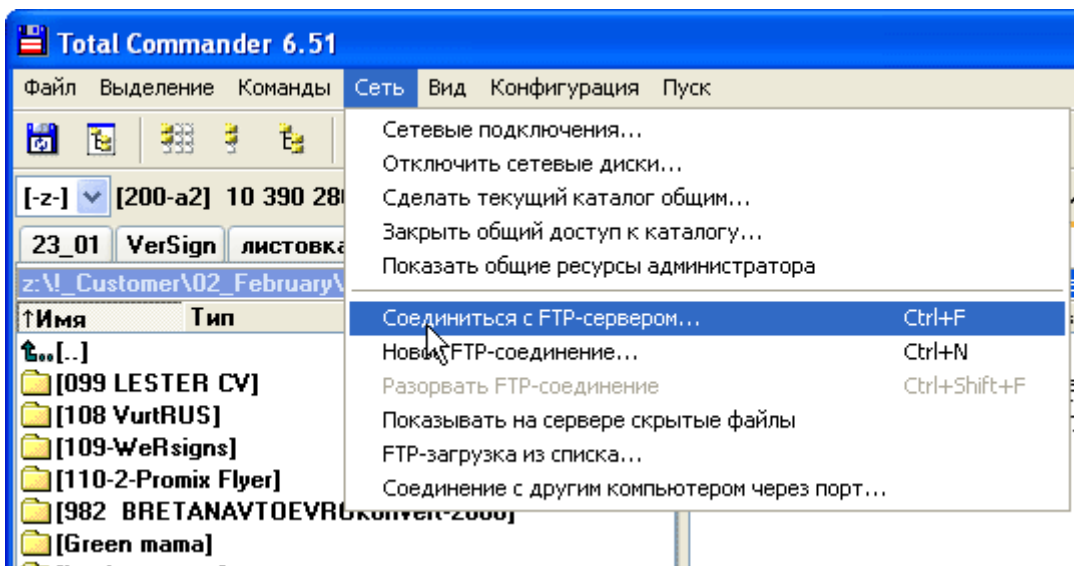 Total Commander 6.51
Файл Выделение Команды Сеть Вид Конфигурация Пуск
Сетевые подключения...
Отключить сетевые диски...
[-z-] [200-a2] 10 390 28
Сделать текущий каталог общим...
23_01 VerSign листовка
Закрыть общий доступ к каталогу...
Показать общие ресурсы администратора
z:\!_Customer\02_February\
↑Имя Тип
Соединиться с FTP-сервером... Ctrl+F
[..]
FTP-соединение... Ctrl+N
[099 LESTER CV]
Разорвать FTP-соединение Ctrl+Shift+F
[108 VurtRUS]
Показывать на сервере скрытые файлы
[109-WeRsigns]
FTP-загрузка из списка...
[110-2-Promix Flyer]
Соединение с другим компьютером через порт...
[982 BRETANAVTOEVROkonvert-2000]
[Green mama]